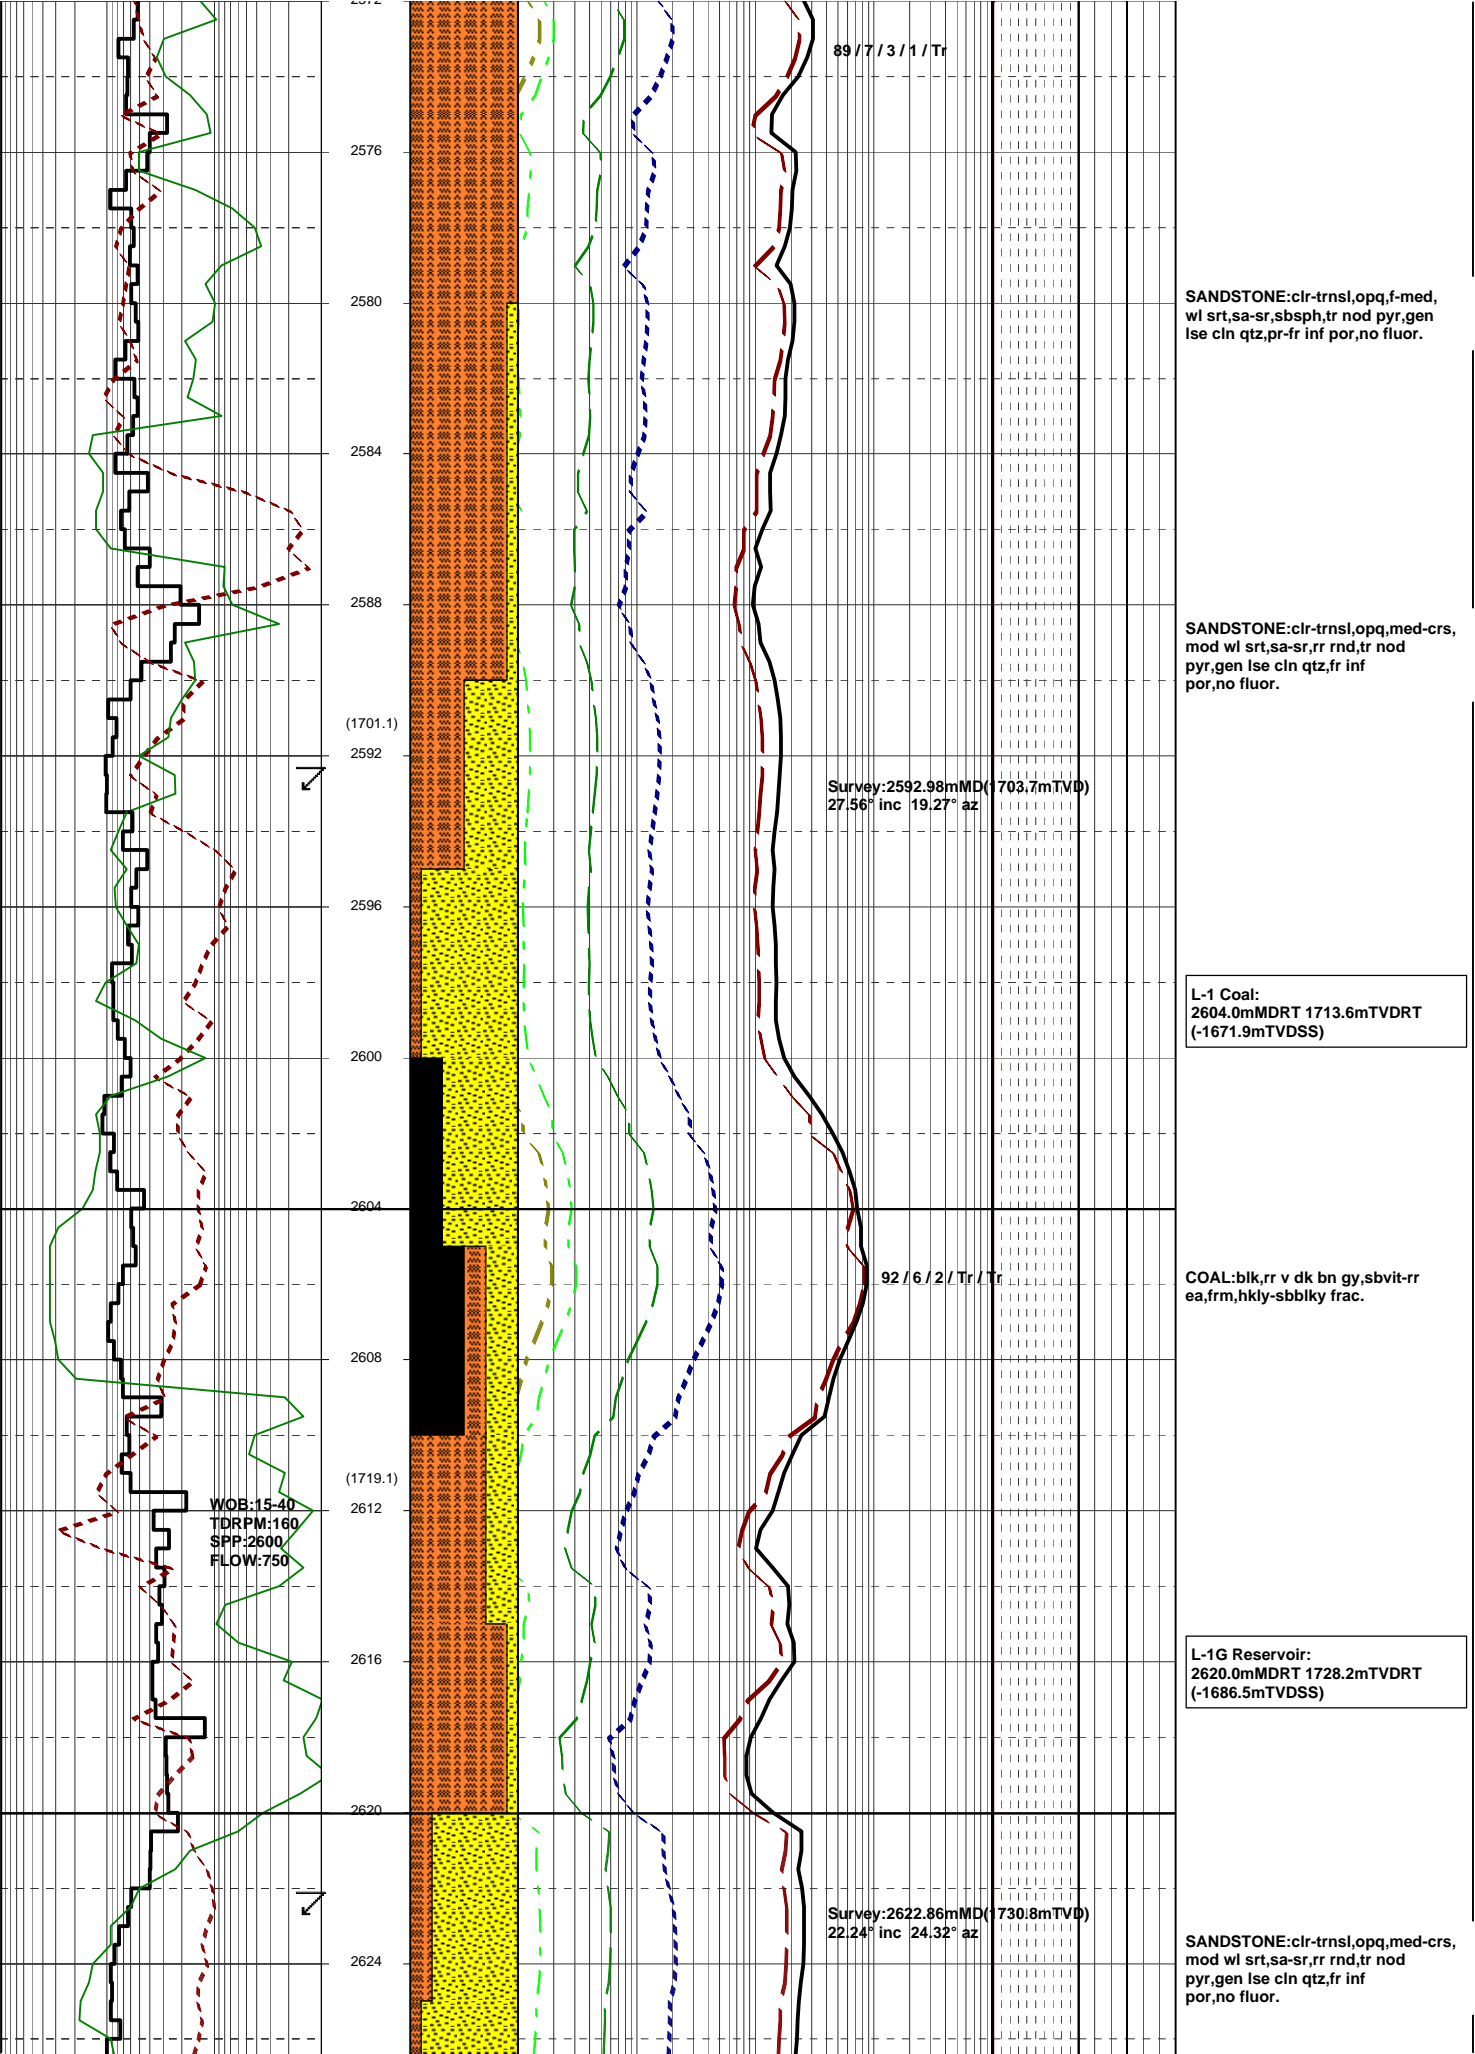 89 / 7 / 3 / 1 / Tr
2576
2580
SANDSTONE:clr-trnsl,opq,f-med,
wl srt,sa-sr,sbsph,tr nod pyr,gen
lse cln qtz,pr-fr inf por,no fluor.
2584
2588
SANDSTONE:clr-trnsl,opq,med-crs,
mod wl srt,sa-sr,rr rnd,tr nod
pyr,gen lse cln qtz,fr inf
por,no fluor.
(1701.1)
2592
Survey:2592.98mMD(1703.7mTVD)
27.56° inc 19.27° az
2596
L-1 Coal:
2604.0mMDRT 1713.6mTVDRT
(-1671.9mTVDSS)
2600
2604
92 / 6 / 2 / Tr / Tr
COAL:blk,rr v dk bn gy,sbvit-rr
ea,frm,hkly-sbblky frac.
2608
(1719.1)
WOB:15-40
TDRPM:160
SPP:2600
FLOW:750
2612
2616
L-1G Reservoir:
2620.0mMDRT 1728.2mTVDRT
(-1686.5mTVDSS)
2620
Survey:2622.86mMD(1730.8mTVD)
22.24° inc 24.32° az
2624
SANDSTONE:clr-trnsl,opq,med-crs,
mod wl srt,sa-sr,rr rnd,tr nod
pyr,gen lse cln qtz,fr inf
por,no fluor.